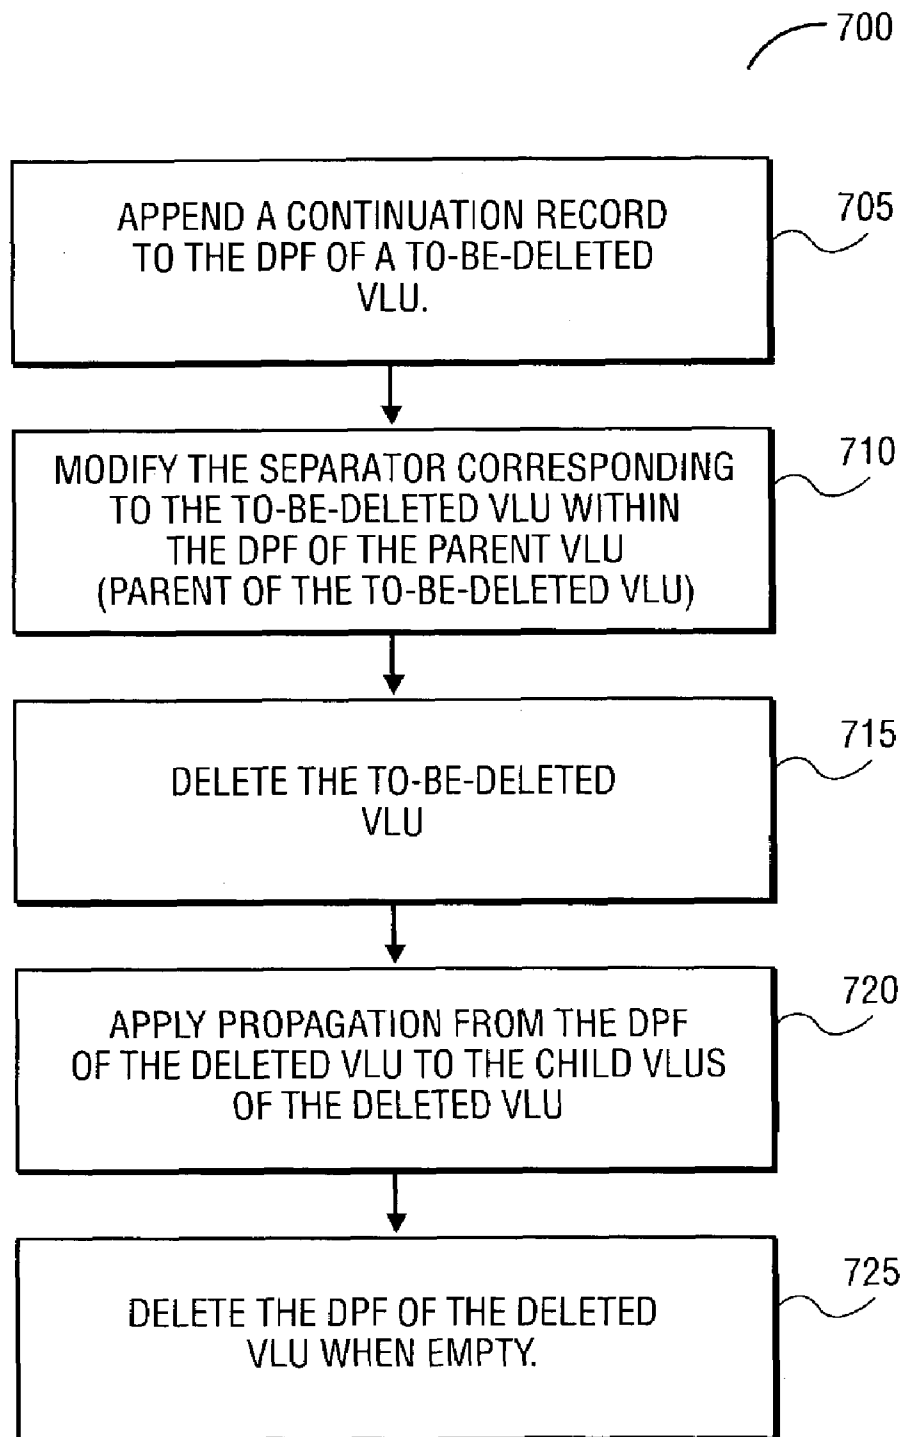 700
APPEND A CONTINUATION RECORD
TO THE DPF OF A TO-BE-DELETED
VLU.
705
MODIFY THE SEPARATOR CORRESPONDING
TO THE TO-BE-DELETED VLU WITHIN
THE DPF OF THE PARENT VLU
(PARENT OF THE TO-BE-DELETED VLU)
710
DELETE THE TO-BE-DELETED
VLU
715
APPLY PROPAGATION FROM THE DPF
OF THE DELETED VLU TO THE CHILD VLUS
OF THE DELETED VLU
720
DELETE THE DPF OF THE DELETED
VLU WHEN EMPTY.
725